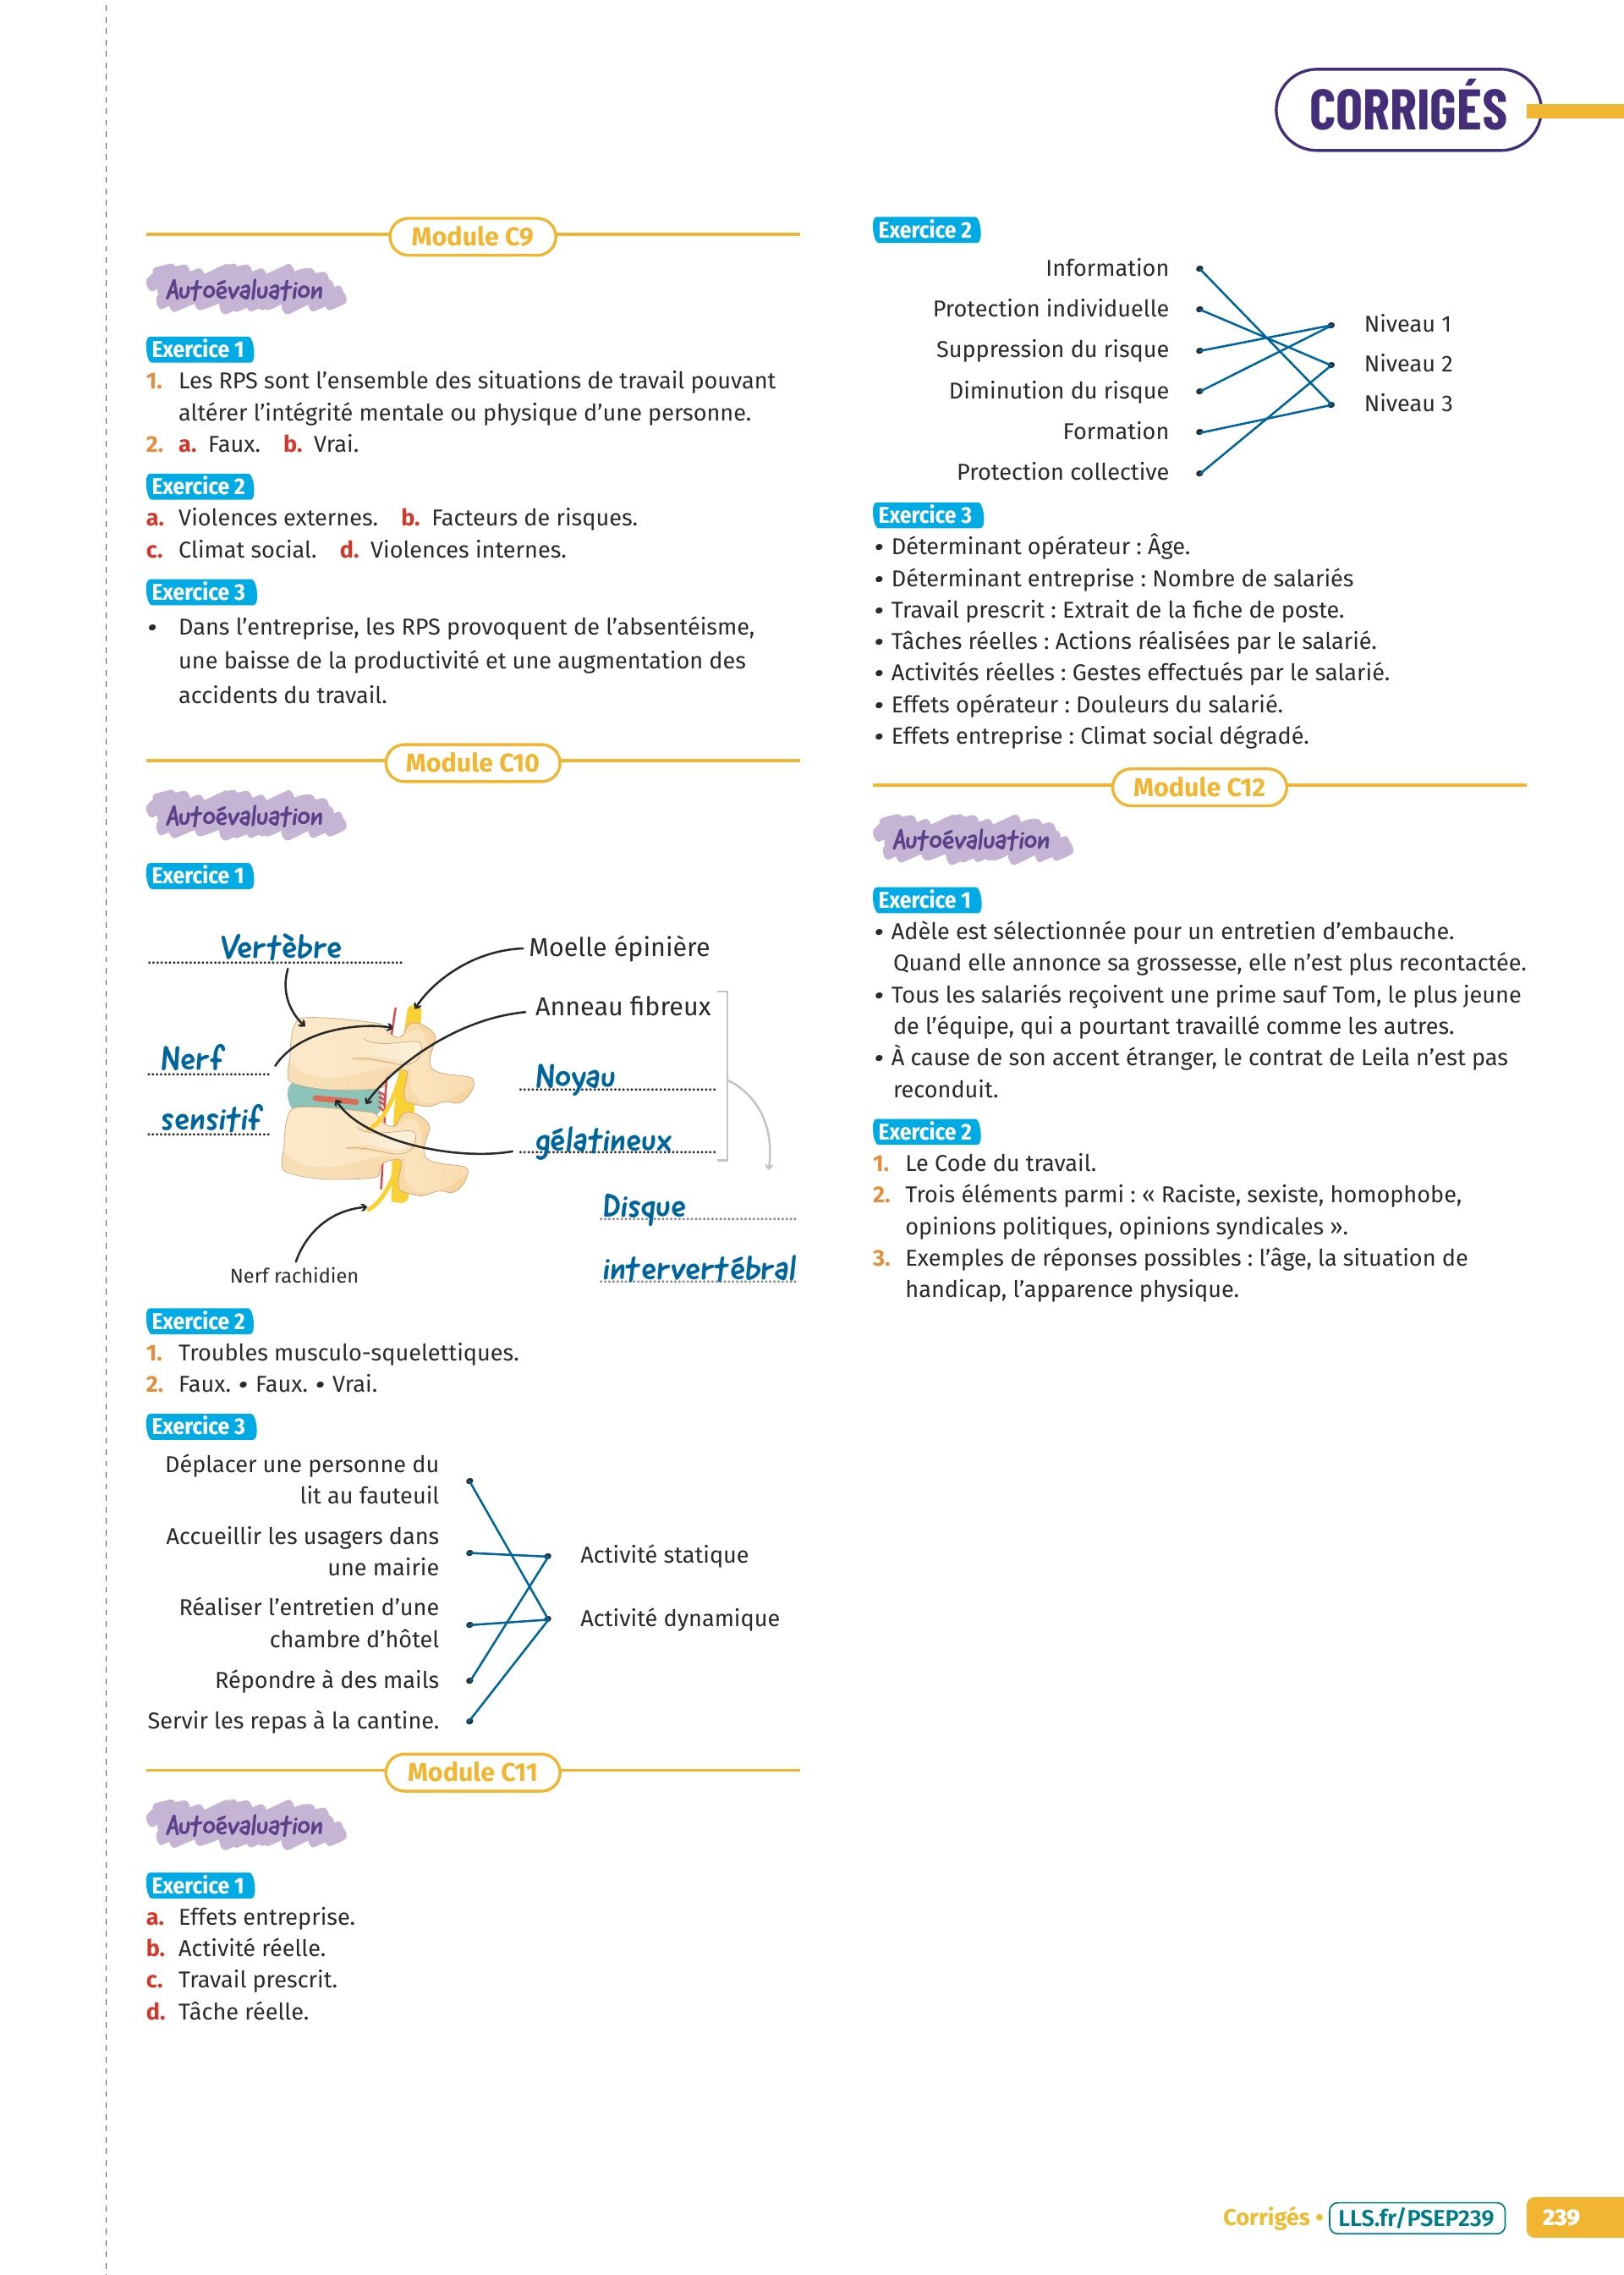 CORRIGÉS
Module C9
Autoévaluation
Exercice 1
1. Les RPS sont l’ensemble des situations de travail pouvant
altérer l’intégrité mentale ou physique d’une personne.
2. a. Faux. b. Vrai.
Exercice 2
a. Violences externes. b. Facteurs de risques.
c. Climat social. d. Violences internes.
Exercice 3
• Dans l’entreprise, les RPS provoquent de l’absentéisme,
une baisse de la productivité et une augmentation des
accidents du travail.
Module C10
Autoévaluation
Exercice 1
Vertèbre
Moelle épinière
Anneau fibreux
Nerf
sensitif
Noyau
gélatineux
Disque
intervertébral
Nerf rachidien
Exercice 2
1. Troubles musculo-squelettiques.
2. Faux. • Faux. • Vrai.
Exercice 3
Déplacer une personne du
lit au fauteuil
Accueillir les usagers dans
une mairie
Réaliser l’entretien d’une
chambre d’hôtel
Répondre à des mails
Servir les repas à la cantine.
Activité statique
Activité dynamique
Module C11
Autoévaluation
Exercice 1
a. Effets entreprise.
b. Activité réelle.
c. Travail prescrit.
d. Tâche réelle.
Exercice 2
Information
Protection individuelle
Suppression du risque
Diminution du risque
Formation
Protection collective
Niveau 1
Niveau 2
Niveau 3
Exercice 3
• Déterminant opérateur : Âge.
• Déterminant entreprise : Nombre de salariés
• Travail prescrit : Extrait de la fiche de poste.
• Tâches réelles : Actions réalisées par le salarié.
• Activités réelles : Gestes effectués par le salarié.
• Effets opérateur : Douleurs du salarié.
• Effets entreprise : Climat social dégradé.
Module C12
Autoévaluation
Exercice 1
• Adèle est sélectionnée pour un entretien d’embauche.
Quand elle annonce sa grossesse, elle n’est plus recontactée.
• Tous les salariés reçoivent une prime sauf Tom, le plus jeune
de l’équipe, qui a pourtant travaillé comme les autres.
• À cause de son accent étranger, le contrat de Leila n’est pas
reconduit.
Exercice 2
1. Le Code du travail.
2. Trois éléments parmi : « Raciste, sexiste, homophobe,
opinions politiques, opinions syndicales ».
3. Exemples de réponses possibles : l’âge, la situation de
handicap, l’apparence physique.
Corrigés • LLS.fr/PSEP239 239